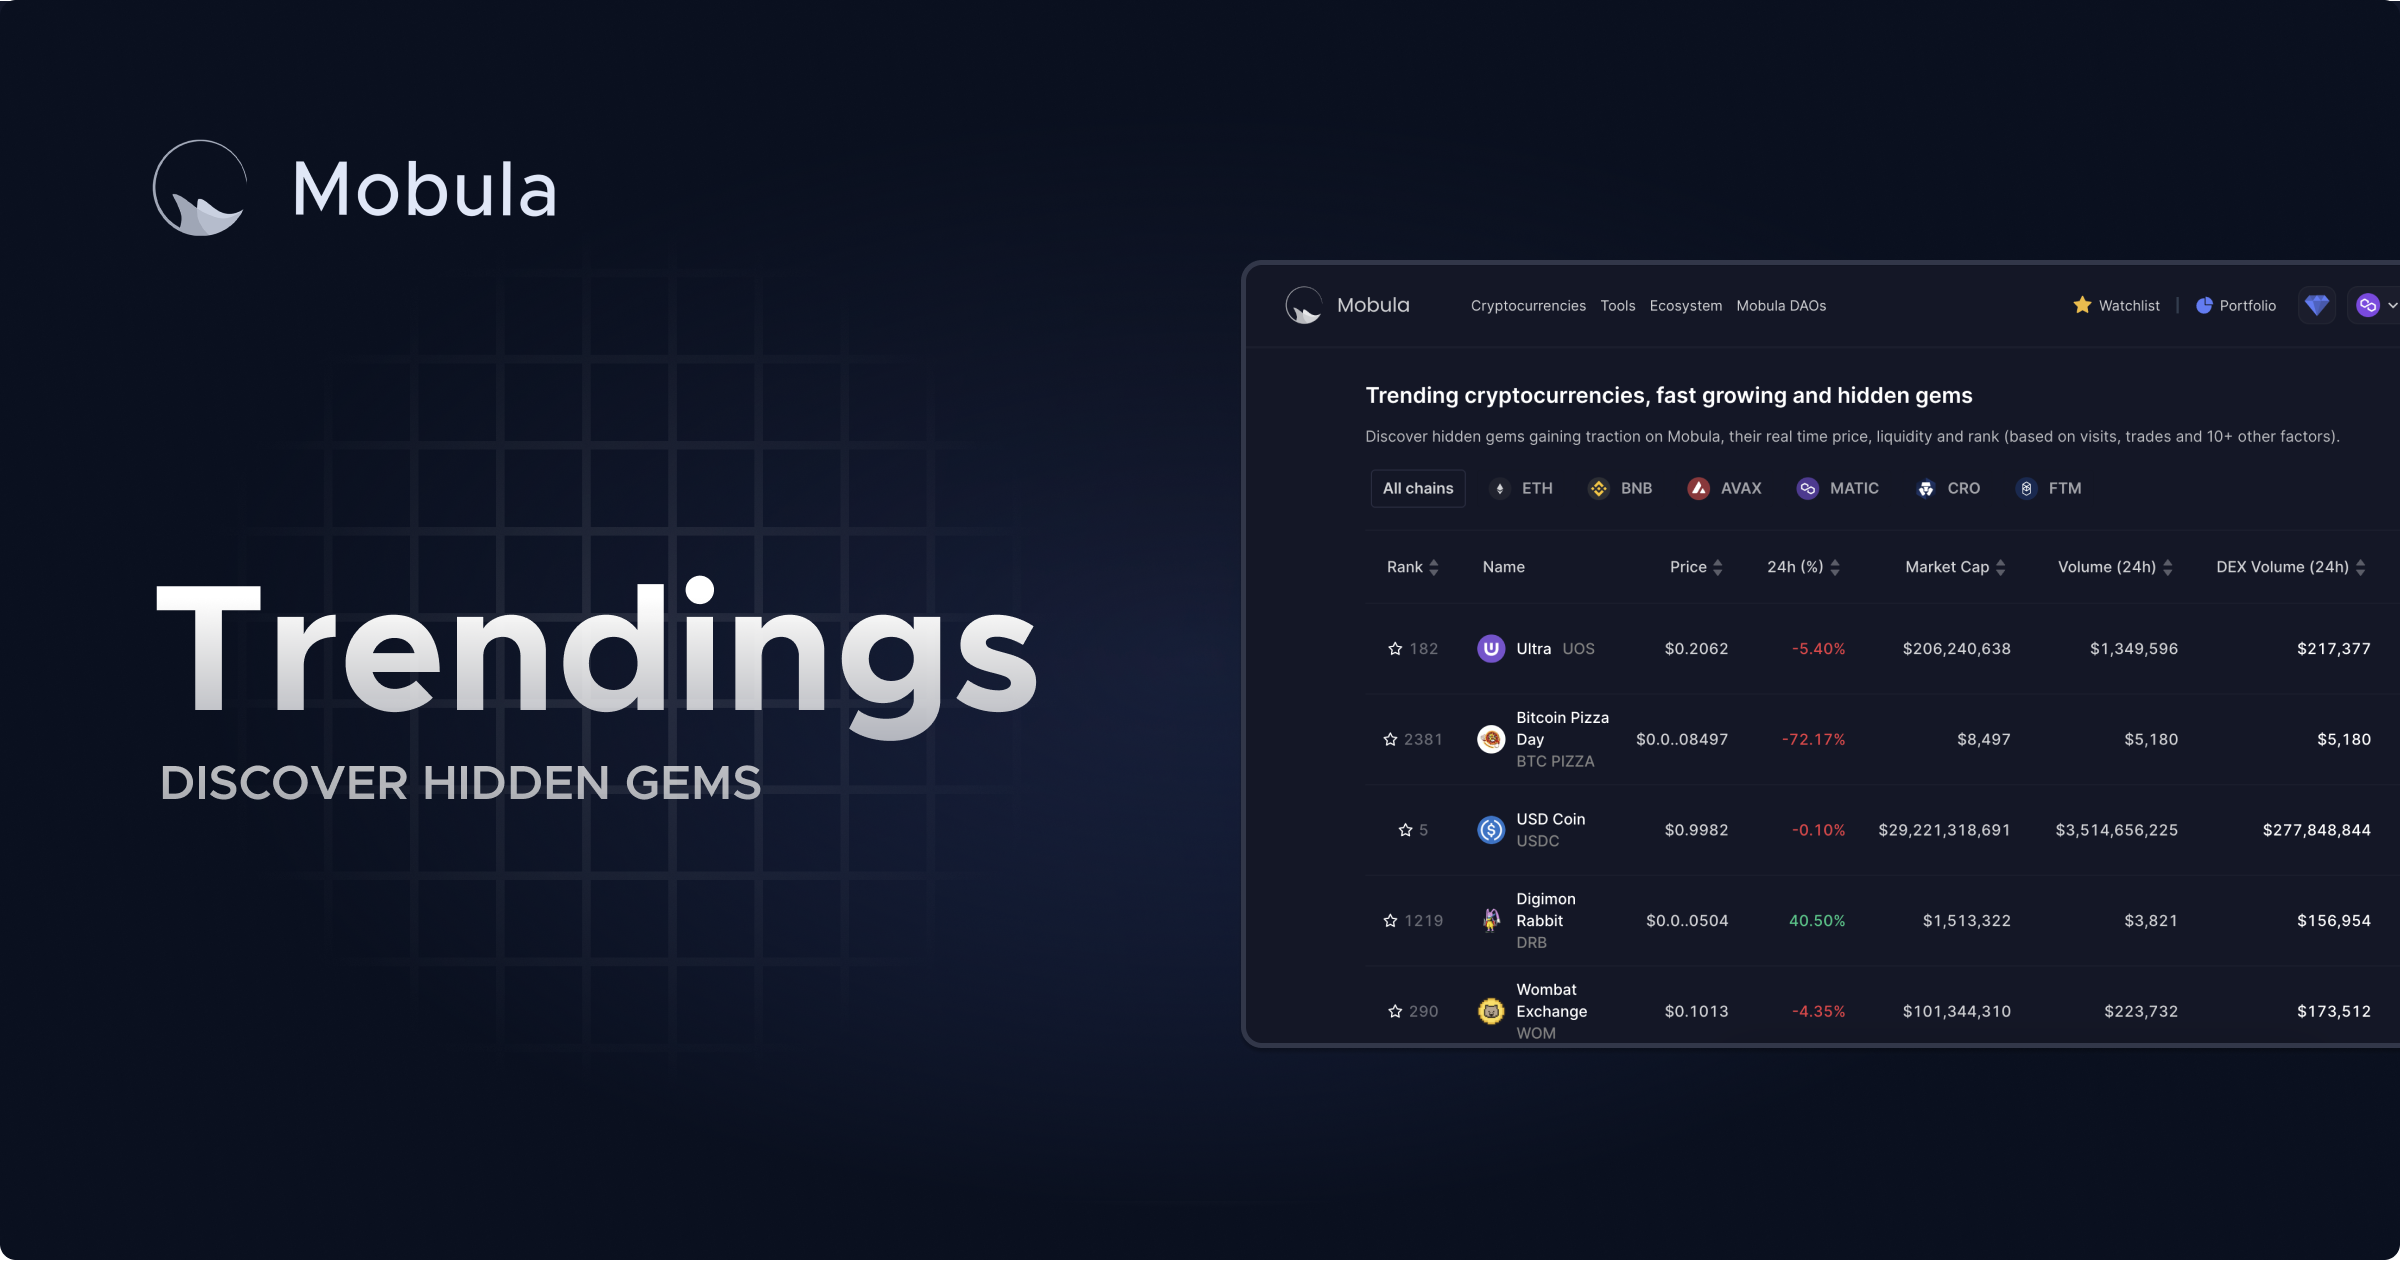 Mobula
Trendings
DISCOVER HIDDEN GEMS
Mobula
Cryptocurrencies Tools Ecosystem Mobula DAOs
Watchlist | Portfolio
Trending cryptocurrencies, fast growing and hidden gems
Discover hidden gems gaining traction on Mobula, their real time price, liquidity and rank (based on visits, trades and 10+ other factors).
All chains ETH BNB AVAX MATIC CRO FTM
Rank Name Price 24h (%) Market Cap Volume (24h) DEX Volume (24h)
182 Ultra UOS $0.2062 -5.40% $206,240,638 $1,349,596 $217,377
Bitcoin Pizza
2381 Day $0.0..08497 -72.17% $8,497 $5,180 $5,180
BTC PIZZA
USD Coin
5 $0.9982 -0.10% $29,221,318,691 $3,514,656,225 $277,848,844
USDC
Digimon
1219 Rabbit $0.0..0504 40.50% $1,513,322 $3,821 $156,954
DRB
Wombat
290 Exchange $0.1013 -4.35% $101,344,310 $223,732 $173,512
WOM